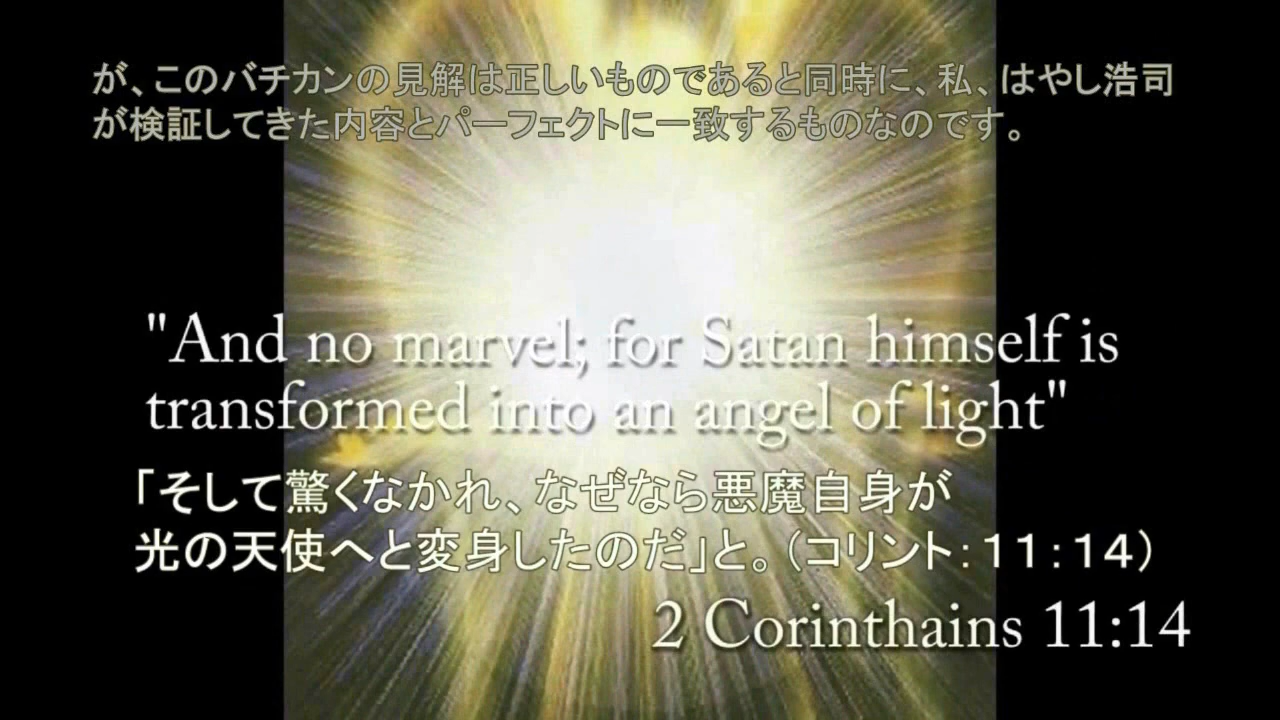 が、このバチカンの見解は正しいものであると同時に、私、はやし浩司
が検証してきた内容とパーフェクトに一致するものなのです。
"And no marvel; for Satan himself is
transformed into an angel of light"
「そして驚くなかれ、なぜなら悪魔自身が
光の天使へと変身したのだ」と。（コリント：１１：１４）
2 Corinthains 11:14